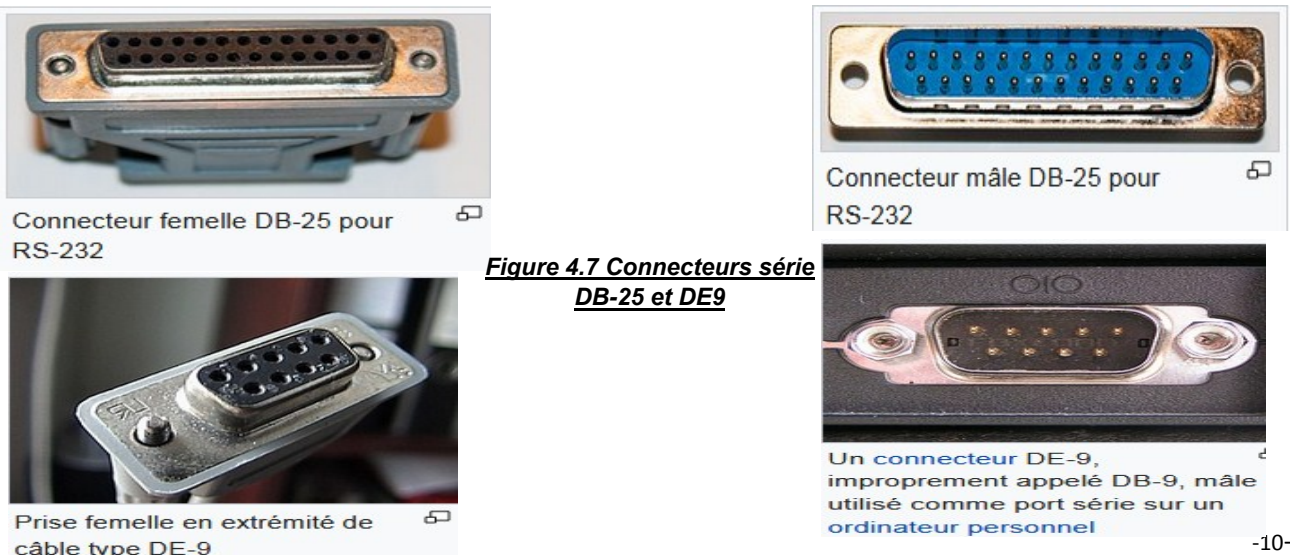 Connecteur femelle DB-25 pour
RS-232
Connecteur mâle DB-25 pour
RS-232
Figure 4.7 Connecteurs série
DB-25 et DE9
Prise femelle en extrémité de
câble type DE-9
Un connecteur DE-9,
improprement appelé DB-9, mâle
utilisé comme port série sur un
ordinateur personnel
-10-